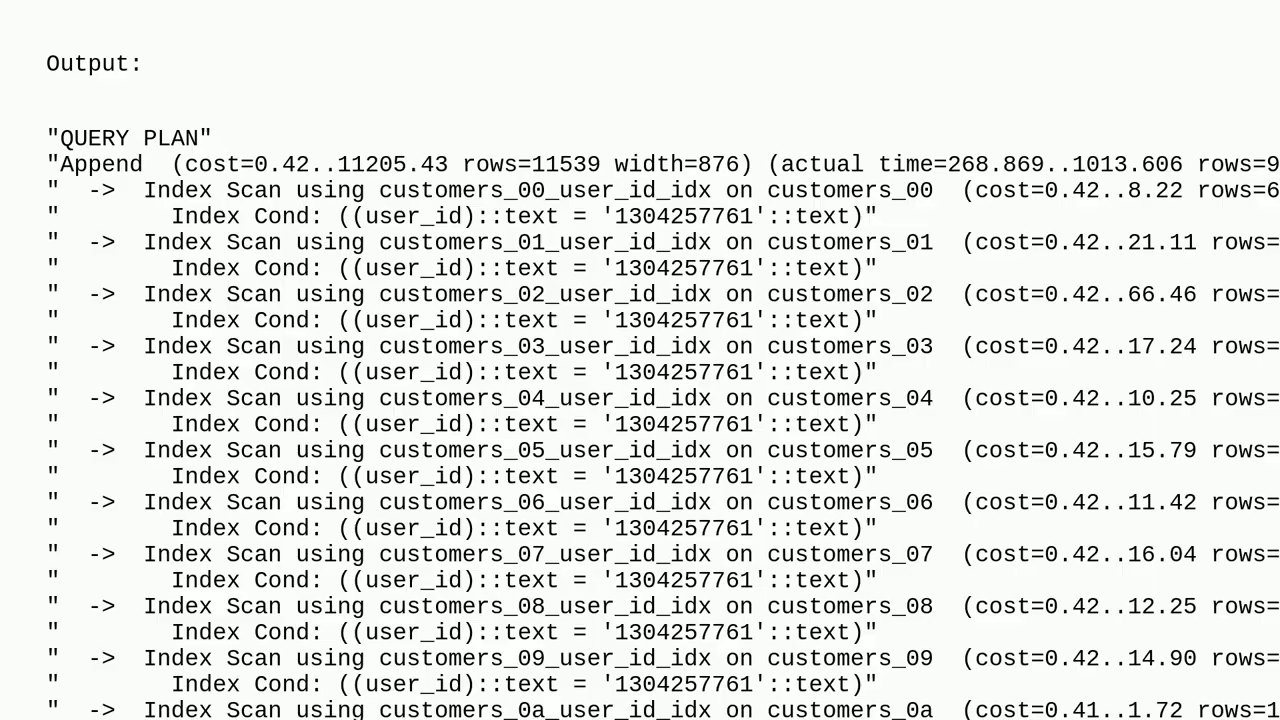 Output:
"QUERY PLAN"
"Append  (cost=0.42..11205.43 rows=11539 width=876) (actual time=268.869..1013.606 rows=9
"  ->  Index Scan using customers_00_user_id_idx on customers_00  (cost=0.42..8.22 rows=6
"        Index Cond: ((user_id)::text = '1304257761'::text)"
"  ->  Index Scan using customers_01_user_id_idx on customers_01  (cost=0.42..21.11 rows=
"        Index Cond: ((user_id)::text = '1304257761'::text)"
"  ->  Index Scan using customers_02_user_id_idx on customers_02  (cost=0.42..66.46 rows=
"        Index Cond: ((user_id)::text = '1304257761'::text)"
"  ->  Index Scan using customers_03_user_id_idx on customers_03  (cost=0.42..17.24 rows=
"        Index Cond: ((user_id)::text = '1304257761'::text)"
"  ->  Index Scan using customers_04_user_id_idx on customers_04  (cost=0.42..10.25 rows=
"        Index Cond: ((user_id)::text = '1304257761'::text)"
"  ->  Index Scan using customers_05_user_id_idx on customers_05  (cost=0.42..15.79 rows=
"        Index Cond: ((user_id)::text = '1304257761'::text)"
"  ->  Index Scan using customers_06_user_id_idx on customers_06  (cost=0.42..11.42 rows=
"        Index Cond: ((user_id)::text = '1304257761'::text)"
"  ->  Index Scan using customers_07_user_id_idx on customers_07  (cost=0.42..16.04 rows=
"        Index Cond: ((user_id)::text = '1304257761'::text)"
"  ->  Index Scan using customers_08_user_id_idx on customers_08  (cost=0.42..12.25 rows=
"        Index Cond: ((user_id)::text = '1304257761'::text)"
"  ->  Index Scan using customers_09_user_id_idx on customers_09  (cost=0.42..14.90 rows=
"        Index Cond: ((user_id)::text = '1304257761'::text)"
"  ->  Index Scan using customers_0a_user_id_idx on customers_0a  (cost=0.41..1.72 rows=1